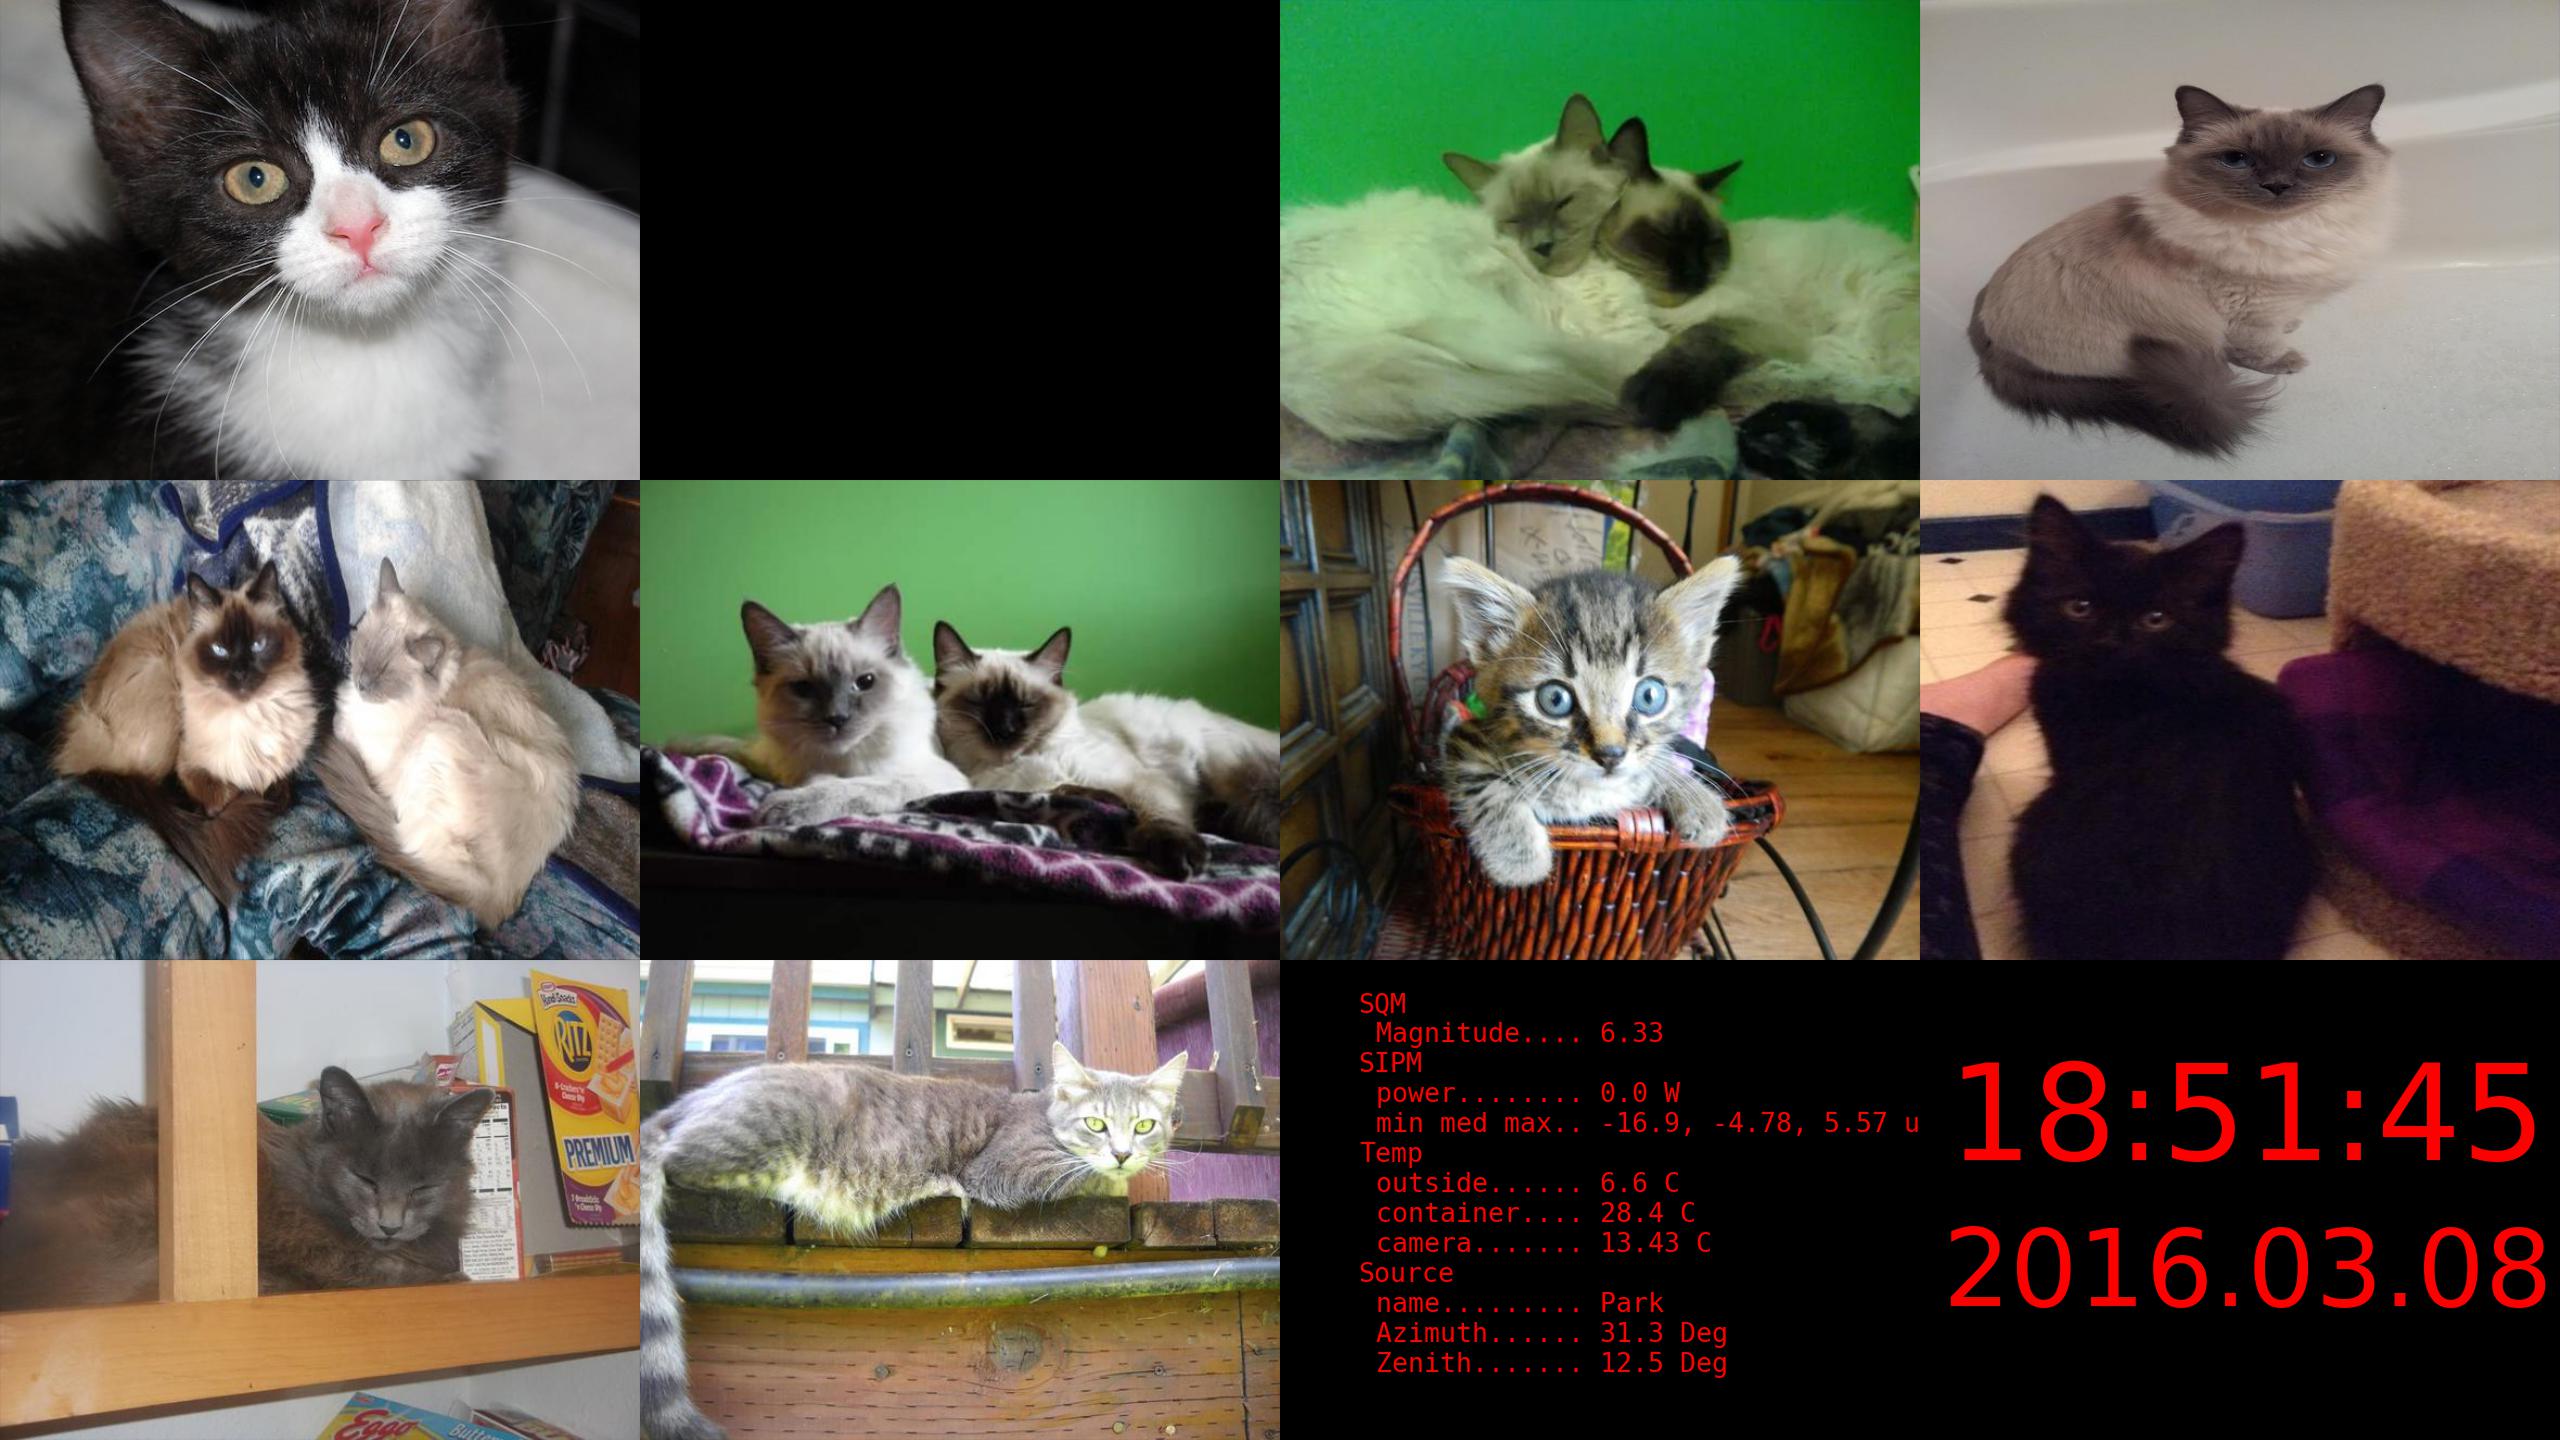 RITZ
PREMIUM
Eggo
SQM
Magnitude.... 6.33
SIPM
power........ 0.0 W
min med max.. -16.9, -4.78, 5.57 u
Temp
outside...... 6.6 C
container.... 28.4 C
camera....... 13.43 C
Source
name......... Park
Azimuth...... 31.3 Deg
Zenith....... 12.5 Deg
18:51:45
2016.03.08